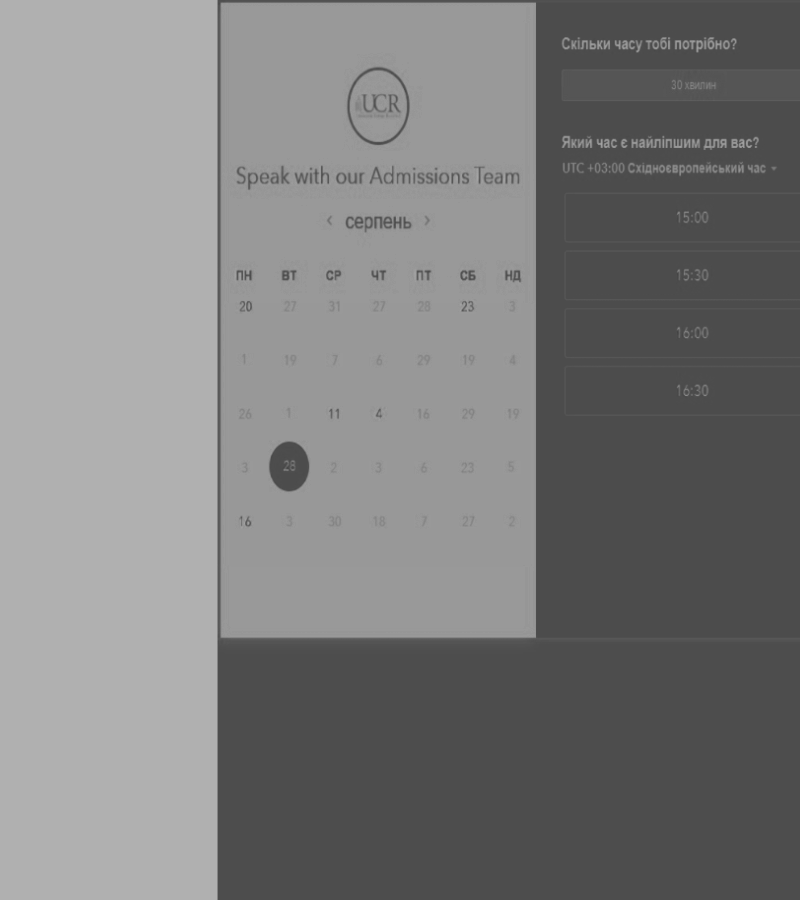 UCR
Speak with our Admissions Team
‹ серпень ›
ПН ВТ СР ЧТ ПТ СБ НД
20 27 31 27 28 23 3
1 19 7 6 29 19 4
26 1 11 4 16 29 19
3 28 2 3 6 23 5
16 3 30 18 7 27 2
Скільки часу тобі потрібно?
30 хвилин
Який час є найліпшим для вас?
UTC +03:00 Східноєвропейський час
15:00
15:30
16:00
16:30